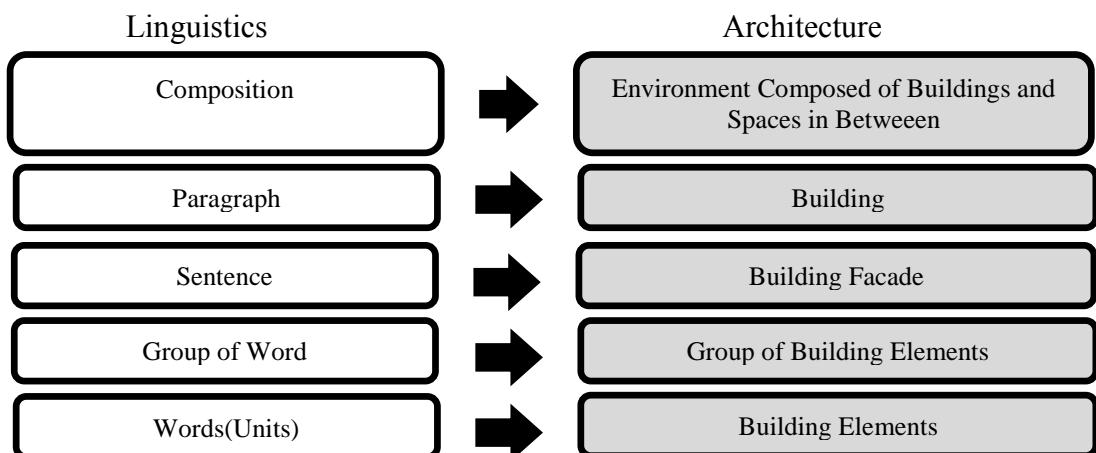 Linguistics Architecture
Composition Environment Composed of Buildings and
Spaces in Betweeen
Paragraph Building
Sentence Building Facade
Group of Word Group of Building Elements
Words(Units) Building Elements